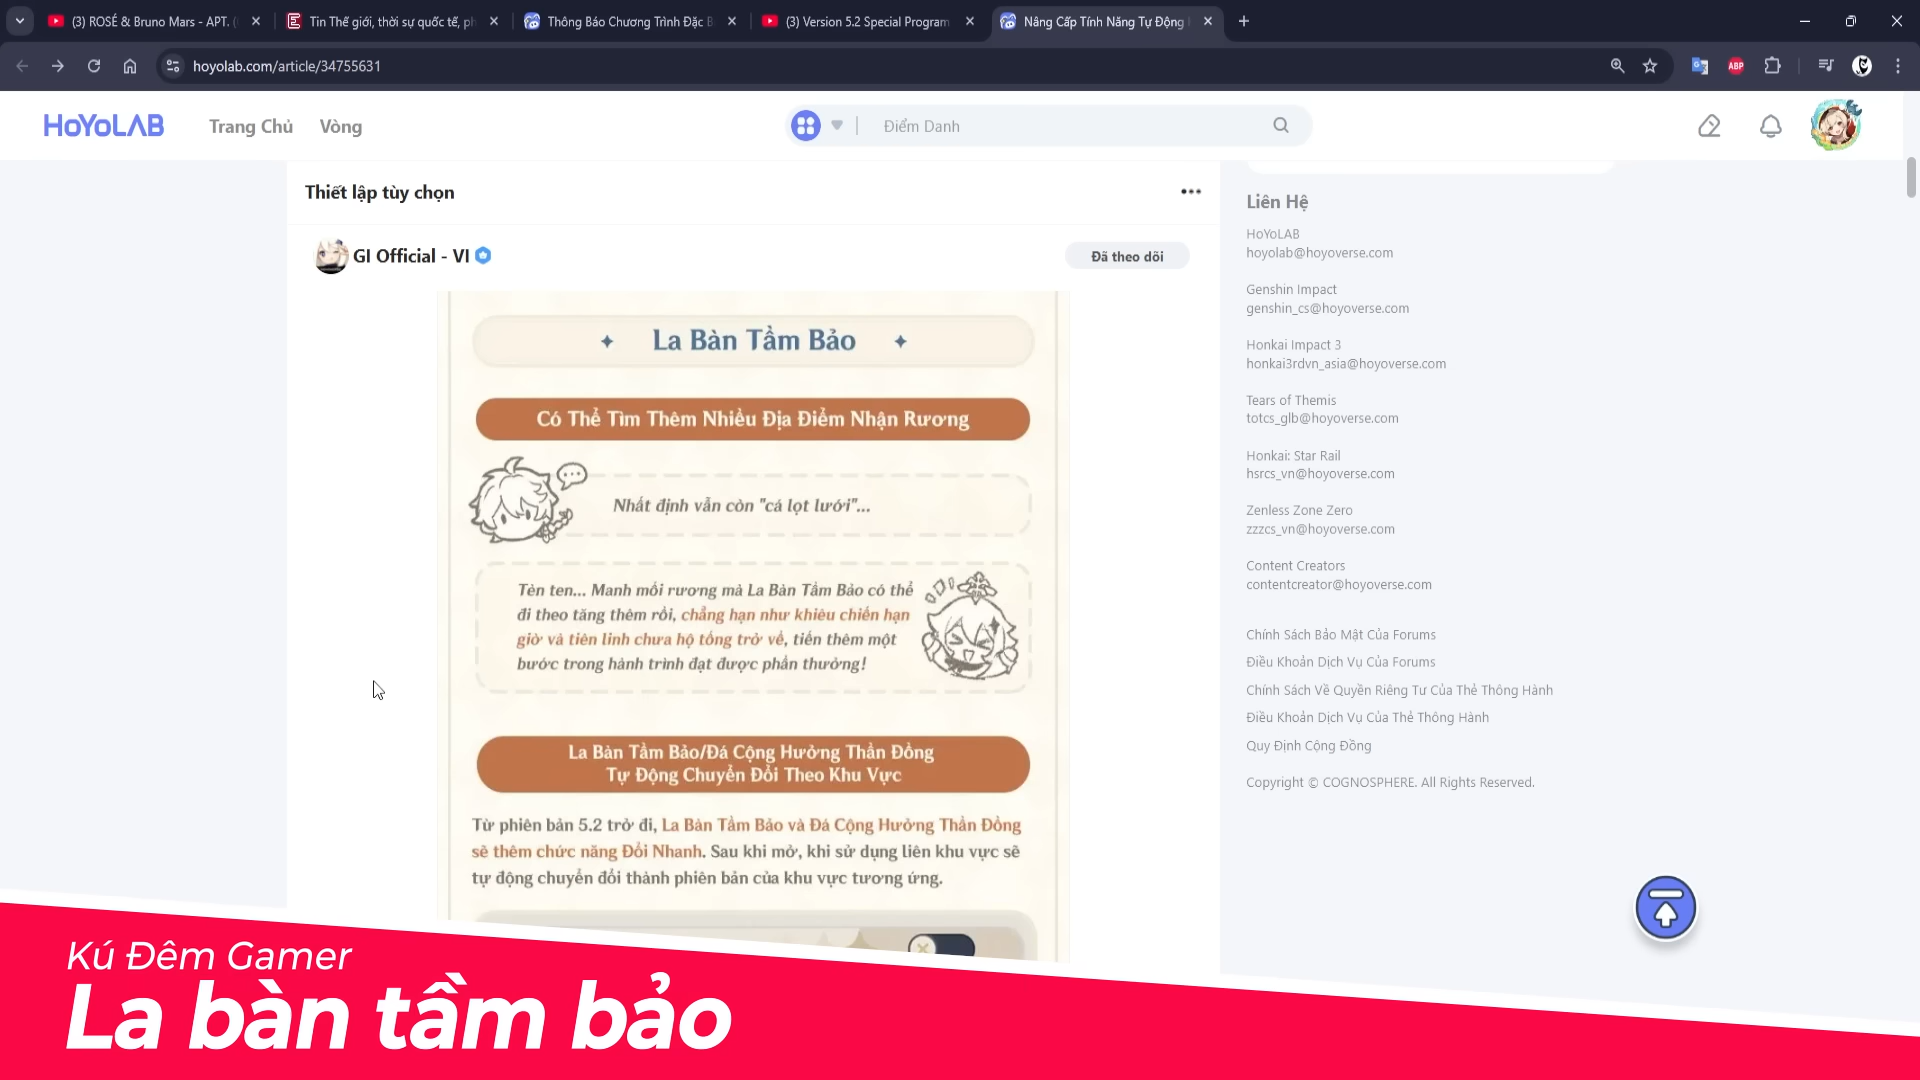 (3) ROSÉ & Bruno Mars - APT. (
Tin Thế giới, thời sự quốc tế, ph
Thông Báo Chương Trình Đặc B
(3) Version 5.2 Special Program
Nâng Cấp Tính Năng Tự Động
hoyolab.com/article/34755631
ABP
HoYoLAB
Trang Chủ
Vòng
Điểm Danh
Thiết lập tùy chọn
GI Official - VI
Đã theo dõi
La Bàn Tầm Bảo
Có Thể Tìm Thêm Nhiều Địa Điểm Nhận Rương
Nhất định vẫn còn "cá lọt lưới"...
Tèn ten... Manh mối rương mà La Bàn Tầm Bảo có thể
đi theo tăng thêm rồi, chẳng hạn như khiêu chiến hạn
giờ và tiên linh chưa hộ tống trở về, tiến thêm một
bước trong hành trình đạt được phần thưởng!
La Bàn Tầm Bảo/Đá Cộng Hưởng Thần Đồng
Tự Động Chuyển Đổi Theo Khu Vực
Từ phiên bản 5.2 trở đi, La Bàn Tầm Bảo và Đá Cộng Hưởng Thần Đồng
sẽ thêm chức năng Đổi Nhanh. Sau khi mở, khi sử dụng liên khu vực sẽ
tự động chuyển đổi thành phiên bản của khu vực tương ứng.
Liên Hệ
HoYoLAB
hoyolab@hoyoverse.com
Genshin Impact
genshin_cs@hoyoverse.com
Honkai Impact 3
honkai3rdvn_asia@hoyoverse.com
Tears of Themis
totcs_glb@hoyoverse.com
Honkai: Star Rail
hsrcs_vn@hoyoverse.com
Zenless Zone Zero
zzzcs_vn@hoyoverse.com
Content Creators
contentcreator@hoyoverse.com
Chính Sách Bảo Mật Của Forums
Điều Khoản Dịch Vụ Của Forums
Chính Sách Về Quyền Riêng Tư Của Thẻ Thông Hành
Điều Khoản Dịch Vụ Của Thẻ Thông Hành
Quy Định Cộng Đồng
Copyright © COGNOSPHERE. All Rights Reserved.
Kú Đêm Gamer
La bàn tầm bảo